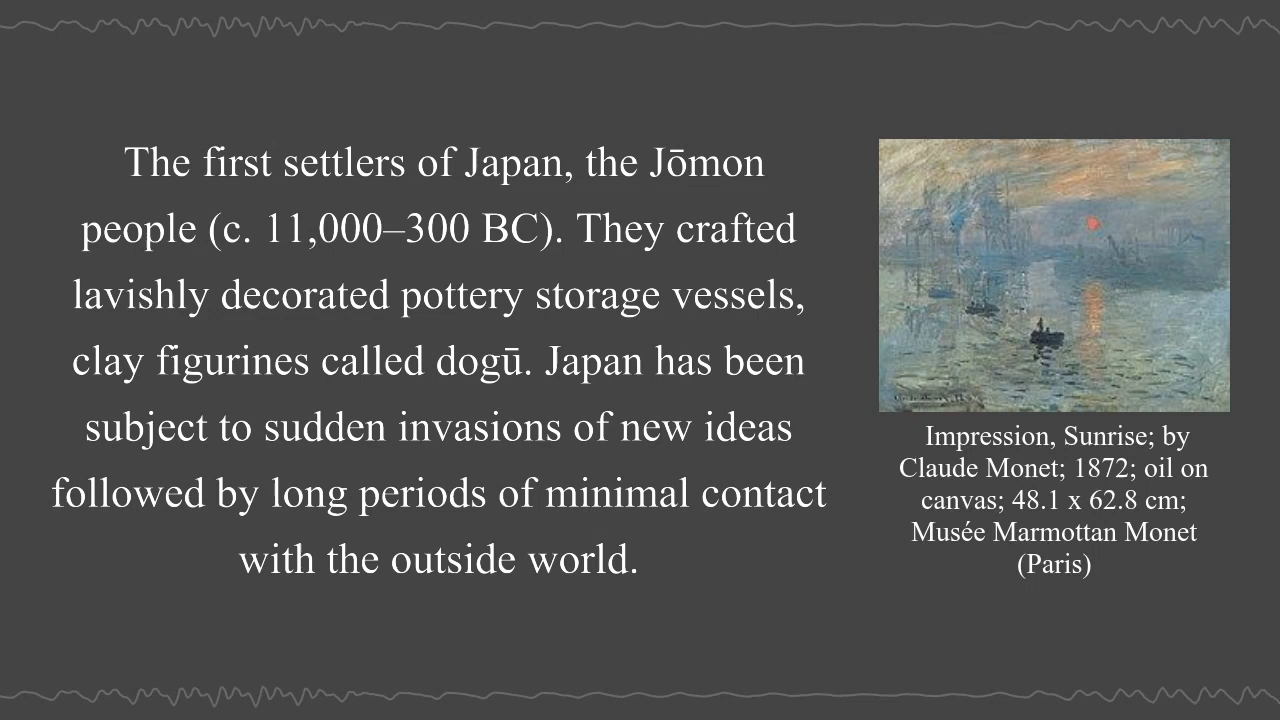 The first settlers of Japan, the Jōmon
people (c. 11,000–300 BC). They crafted
lavishly decorated pottery storage vessels,
clay figurines called dogū. Japan has been
subject to sudden invasions of new ideas
followed by long periods of minimal contact
with the outside world.
Impression, Sunrise; by
Claude Monet; 1872; oil on
canvas; 48.1 x 62.8 cm;
Musée Marmottan Monet
(Paris)